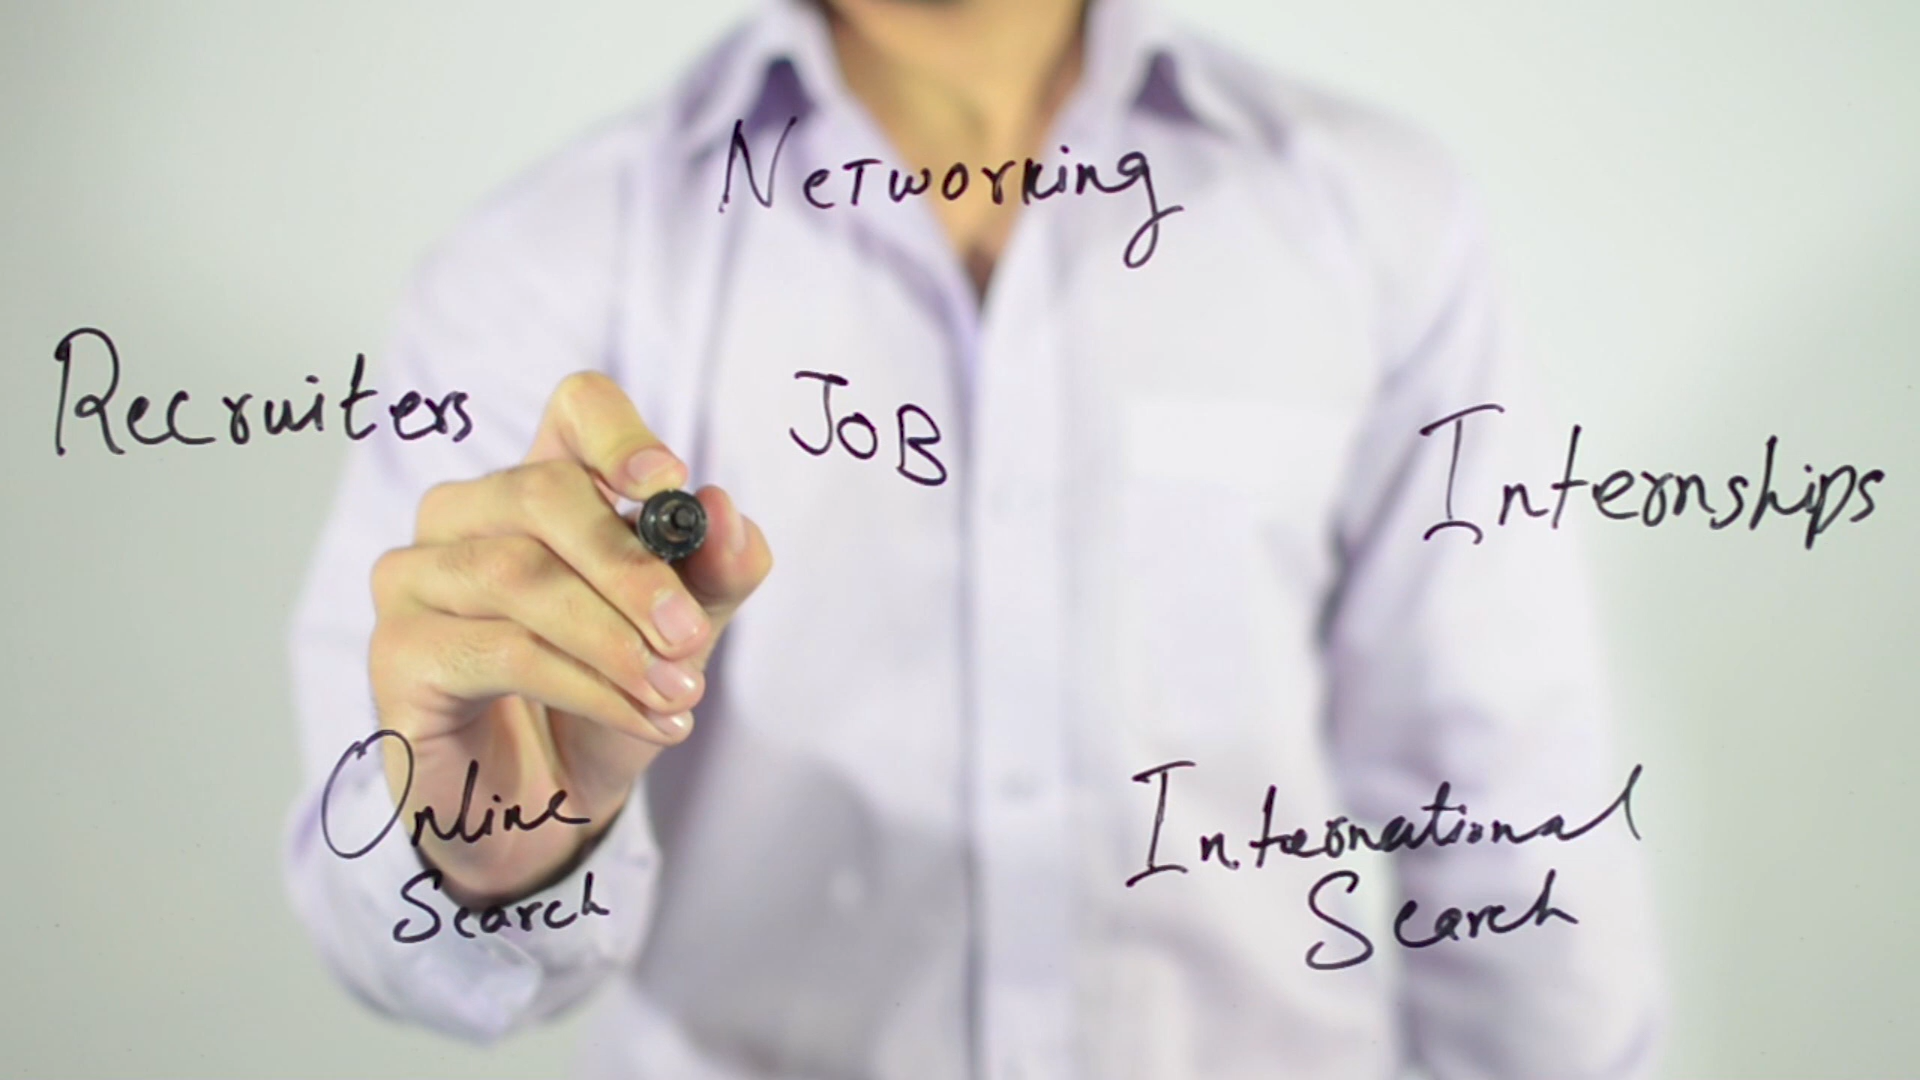 Networking
Recruiters
JOB
Internships
Online
Search
International
Search